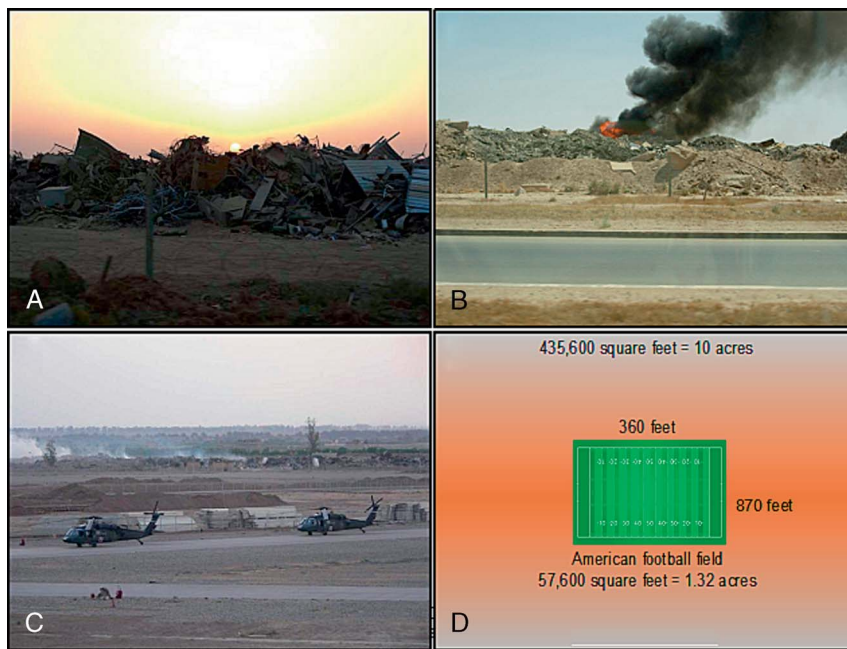 A
B
C
435,600 square feet = 10 acres
360 feet
870 feet
American football field
57,600 square feet = 1.32 acres
D